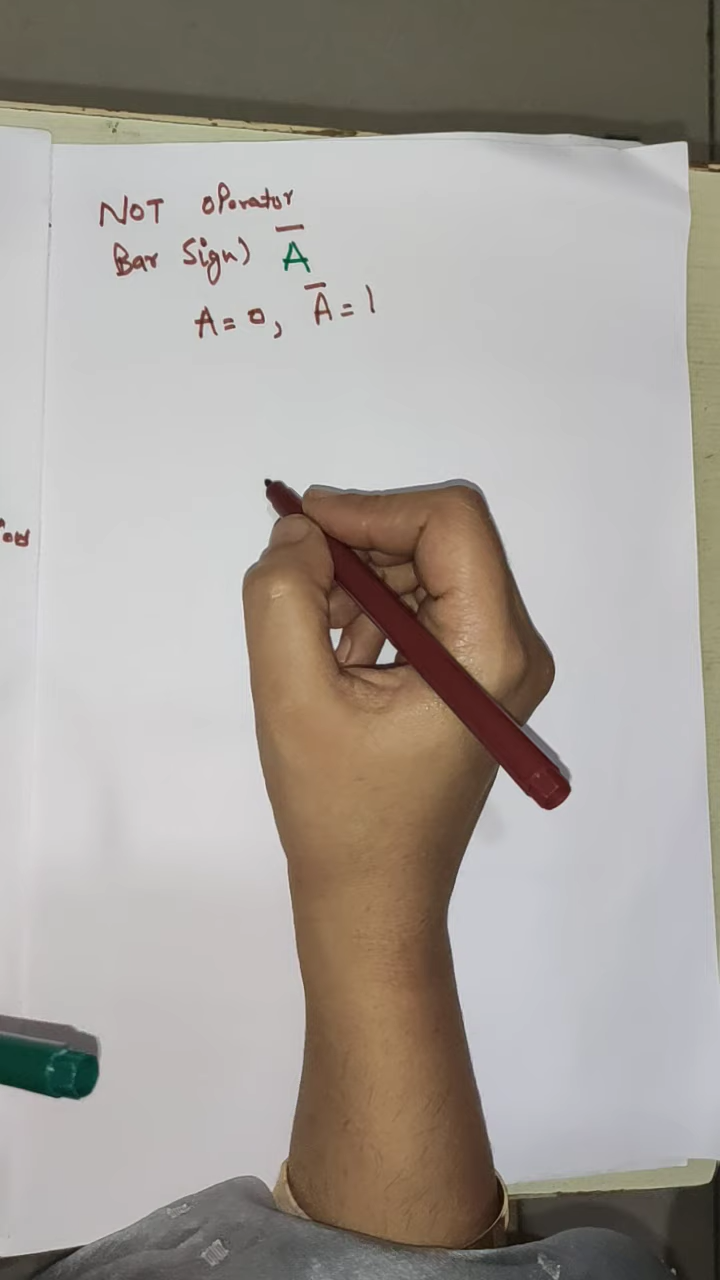 NOT operator
Bar Sign) A̅
A = 0, A̅ = 1